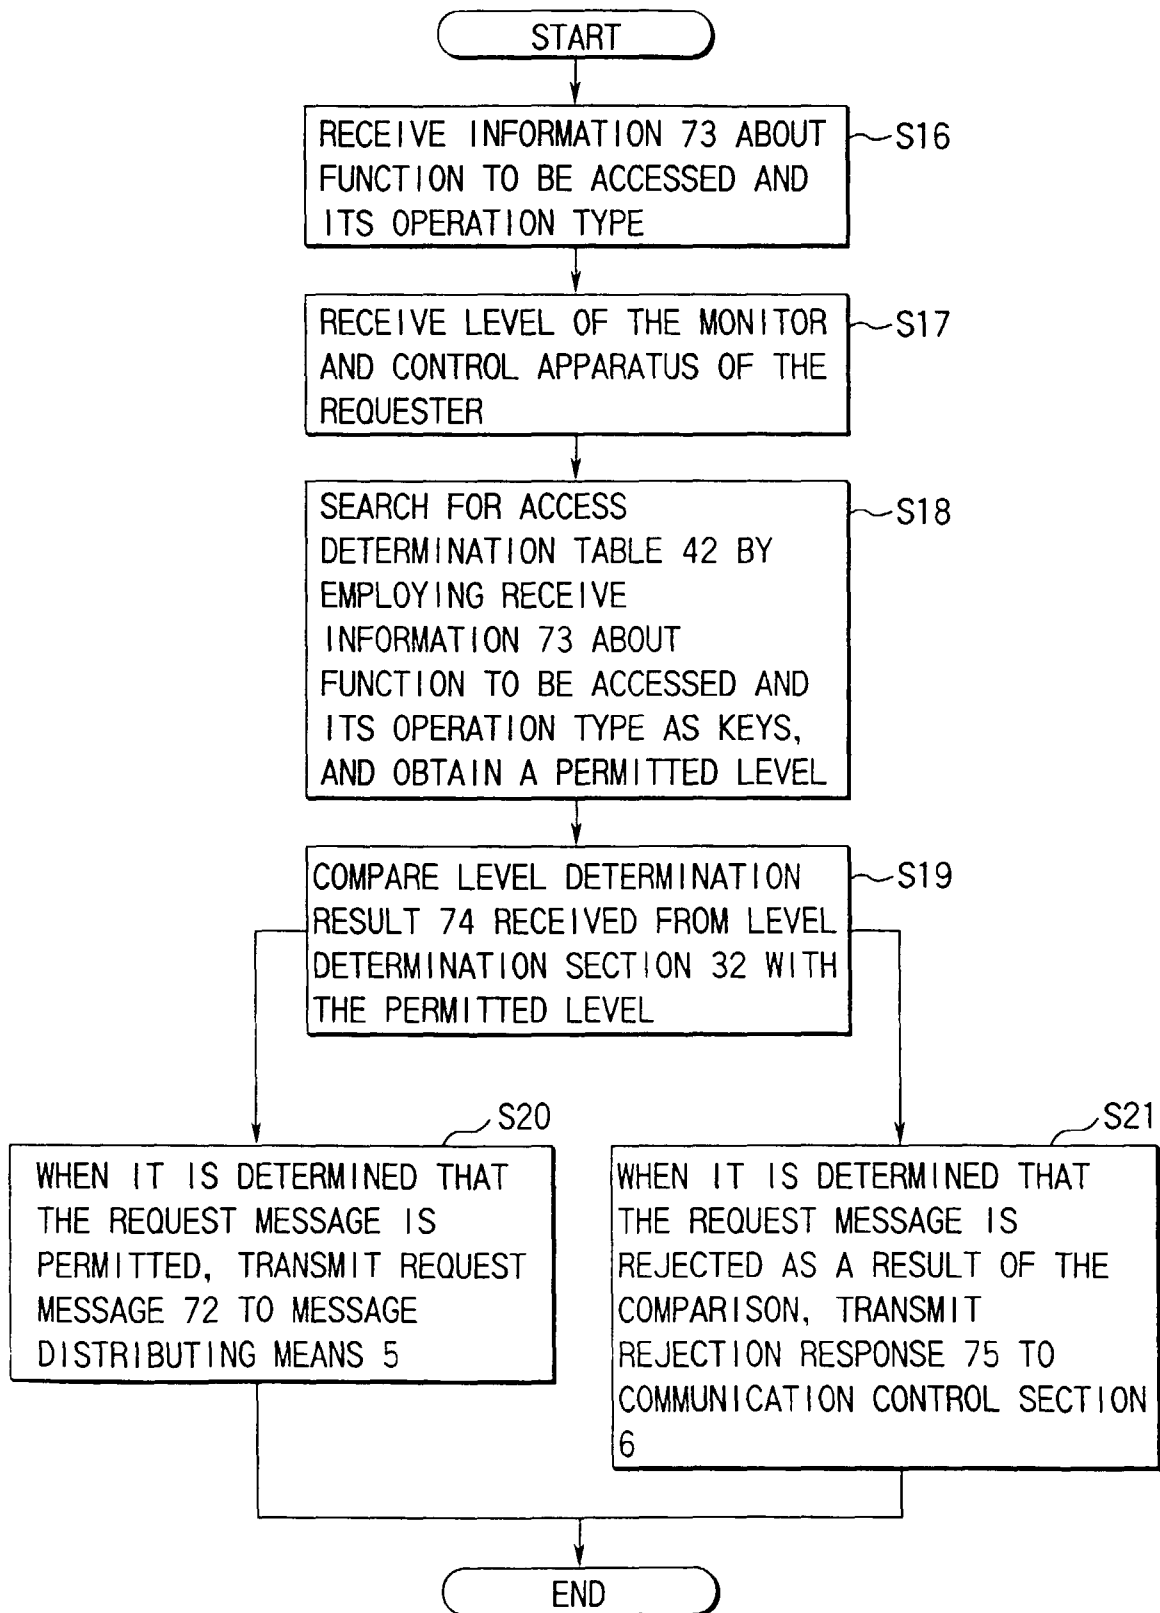 START
RECEIVE INFORMATION 73 ABOUT
FUNCTION TO BE ACCESSED AND
ITS OPERATION TYPE
S16
RECEIVE LEVEL OF THE MONITOR
AND CONTROL APPARATUS OF THE
REQUESTER
S17
SEARCH FOR ACCESS
DETERMINATION TABLE 42 BY
EMPLOYING RECEIVE
INFORMATION 73 ABOUT
FUNCTION TO BE ACCESSED AND
ITS OPERATION TYPE AS KEYS,
AND OBTAIN A PERMITTED LEVEL
S18
COMPARE LEVEL DETERMINATION
RESULT 74 RECEIVED FROM LEVEL
DETERMINATION SECTION 32 WITH
THE PERMITTED LEVEL
S19
S20
WHEN IT IS DETERMINED THAT
THE REQUEST MESSAGE IS
PERMITTED, TRANSMIT REQUEST
MESSAGE 72 TO MESSAGE
DISTRIBUTING MEANS 5
S21
WHEN IT IS DETERMINED THAT
THE REQUEST MESSAGE IS
REJECTED AS A RESULT OF THE
COMPARISON, TRANSMIT
REJECTION RESPONSE 75 TO
COMMUNICATION CONTROL SECTION
6
END